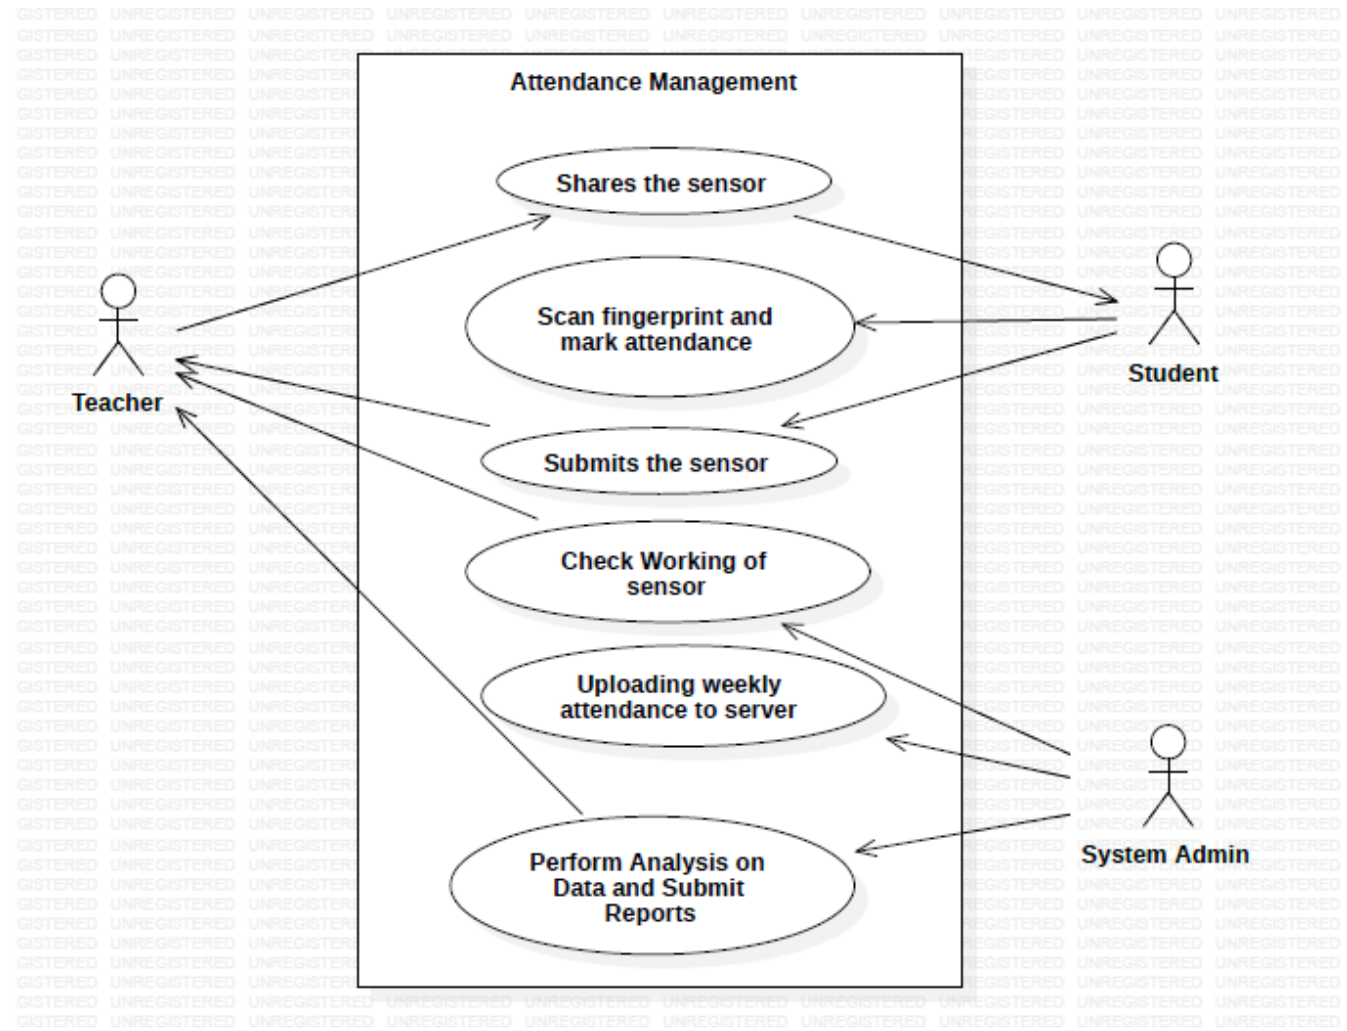 Attendance Management
Shares the sensor
Scan fingerprint and
mark attendance
Student
Teacher
Submits the sensor
Check Working of
sensor
Uploading weekly
attendance to server
System Admin
Perform Analysis on
Data and Submit
Reports
UNREGISTERED